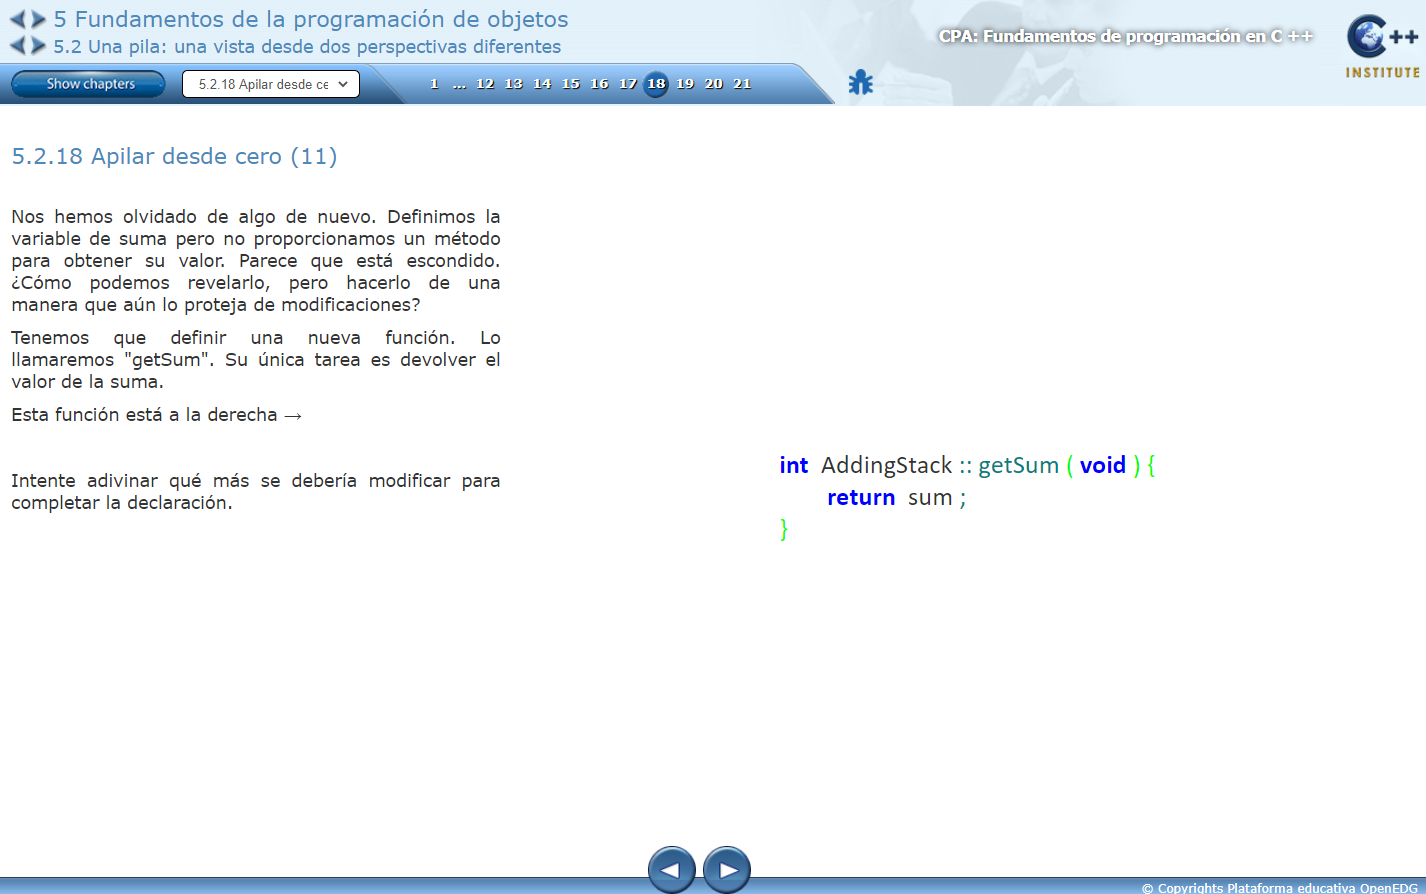 5 Fundamentos de la programación de objetos
5.2 Una pila: una vista desde dos perspectivas diferentes
CPA: Fundamentos de programación en C ++
C++
INSTITUTE
Show chapters
5.2.18 Apilar desde ce
1 ... 12 13 14 15 16 17 18 19 20 21
5.2.18 Apilar desde cero (11)
Nos hemos olvidado de algo de nuevo. Definimos la
variable de suma pero no proporcionamos un método
para obtener su valor. Parece que está escondido.
¿Cómo podemos revelarlo, pero hacerlo de una
manera que aún lo proteja de modificaciones?
Tenemos que definir una nueva función. Lo
llamaremos "getSum". Su única tarea es devolver el
valor de la suma.
Esta función está a la derecha →
Intente adivinar qué más se debería modificar para
completar la declaración.
int AddingStack :: getSum ( void ) {
return sum ;
}
© Copyrights Plataforma educativa OpenEDG